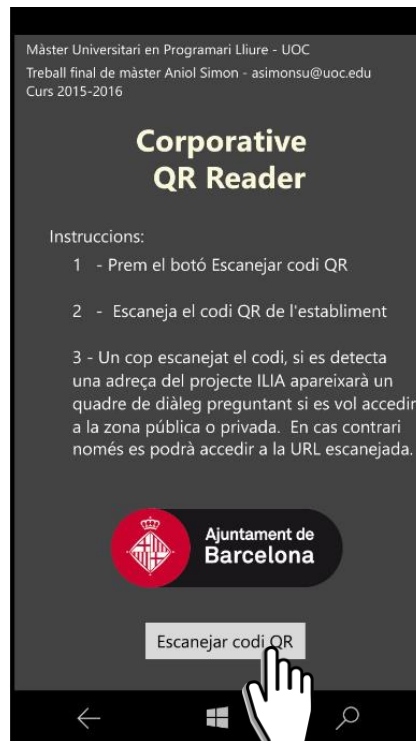 Màster Universitari en Programari Lliure - UOC
Treball final de màster Aniol Simon - asimonsu@uoc.edu
Curs 2015-2016
Corporative
QR Reader
Instruccions:
1 - Prem el botó Escanejar codi QR
2 - Escaneja el codi QR de l'establiment
3 - Un cop escanejat el codi, si es detecta
una adreça del projecte ILIA apareixarà un
quadre de diàleg preguntant si es vol accedir
a la zona pública o privada. En cas contrari
només es podrà accedir a la URL escanejada.
Ajuntament de
Barcelona
Escanejar codi QR